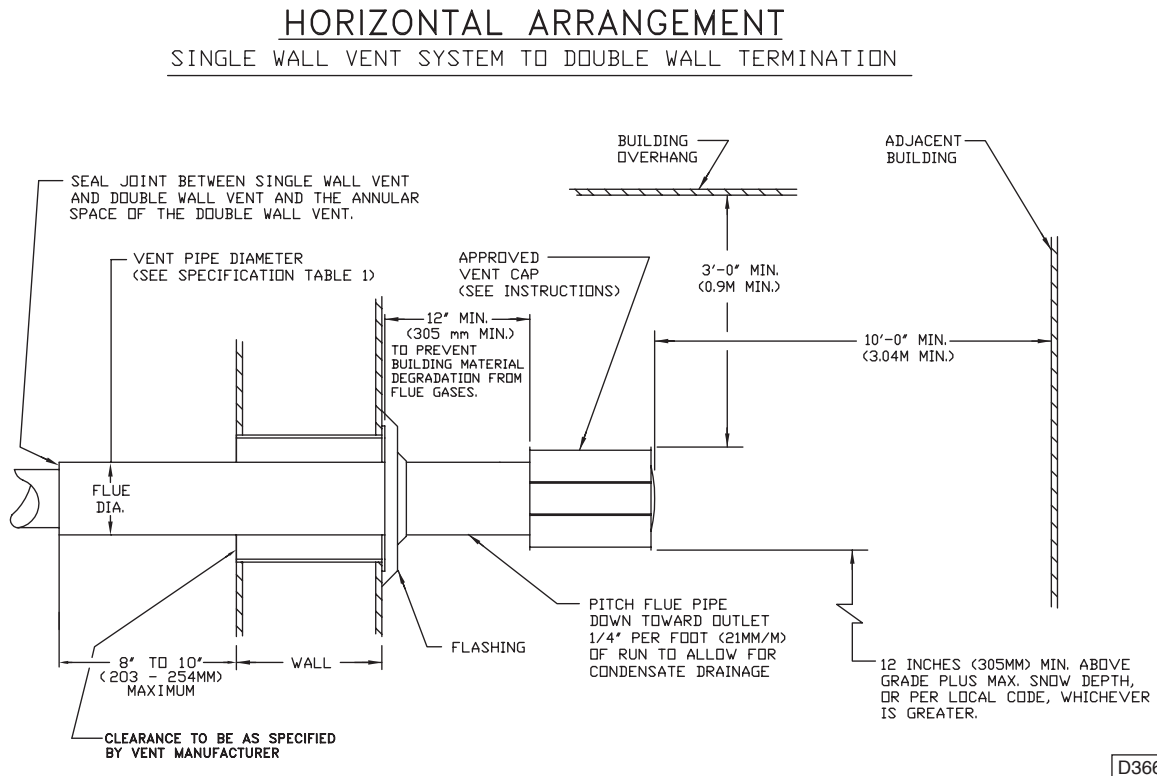 HORIZONTAL ARRANGEMENT
SINGLE WALL VENT SYSTEM TO DOUBLE WALL TERMINATION
BUILDING
OVERHANG
ADJACENT
BUILDING
SEAL JOINT BETWEEN SINGLE WALL VENT
AND DOUBLE WALL VENT AND THE ANNULAR
SPACE OF THE DOUBLE WALL VENT.
VENT PIPE DIAMETER
(SEE SPECIFICATION TABLE 1)
APPROVED
VENT CAP
(SEE INSTRUCTIONS)
3'-0" MIN.
(0.9M MIN.)
12" MIN.
(305 mm MIN.)
TO PREVENT
BUILDING MATERIAL
DEGRADATION FROM
FLUE GASES.
10'-0" MIN.
(3.04M MIN.)
FLUE
DIA.
PITCH FLUE PIPE
DOWN TOWARD OUTLET
1/4" PER FOOT (21MM/M)
OF RUN TO ALLOW FOR
CONDENSATE DRAINAGE
FLASHING
8" TO 10"
(203 - 254MM)
MAXIMUM
WALL
12 INCHES (305MM) MIN. ABOVE
GRADE PLUS MAX. SNOW DEPTH,
OR PER LOCAL CODE, WHICHEVER
IS GREATER.
CLEARANCE TO BE AS SPECIFIED
BY VENT MANUFACTURER
D366